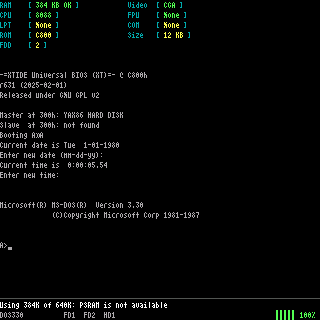 RAM [ 384 KB OK ] Video [ CGA ]
CPU [ 8088 ] FPU [ None ]
LPT [ None ] COM [ None ]
ROM [ C800 ] Size [ 12 KB ]
FDD [ 2 ]
-=XTIDE Universal BIOS (XT)=- @ C800h
r631 (2025-02-01)
Released under GNU GPL v2
Master at 300h: YAX86 HARD DISK
Slave at 300h: not found
Booting A»A
Current date is Tue 1-01-1980
Enter new date (mm-dd-yy):
Current time is 0:00:05.54
Enter new time:
Microsoft(R) MS-DOS(R) Version 3.30
(C)Copyright Microsoft Corp 1981-1987
A>_
Using 384K of 640K: PSRAM is not available
DOS330 FD1 FD2 HD1 100%